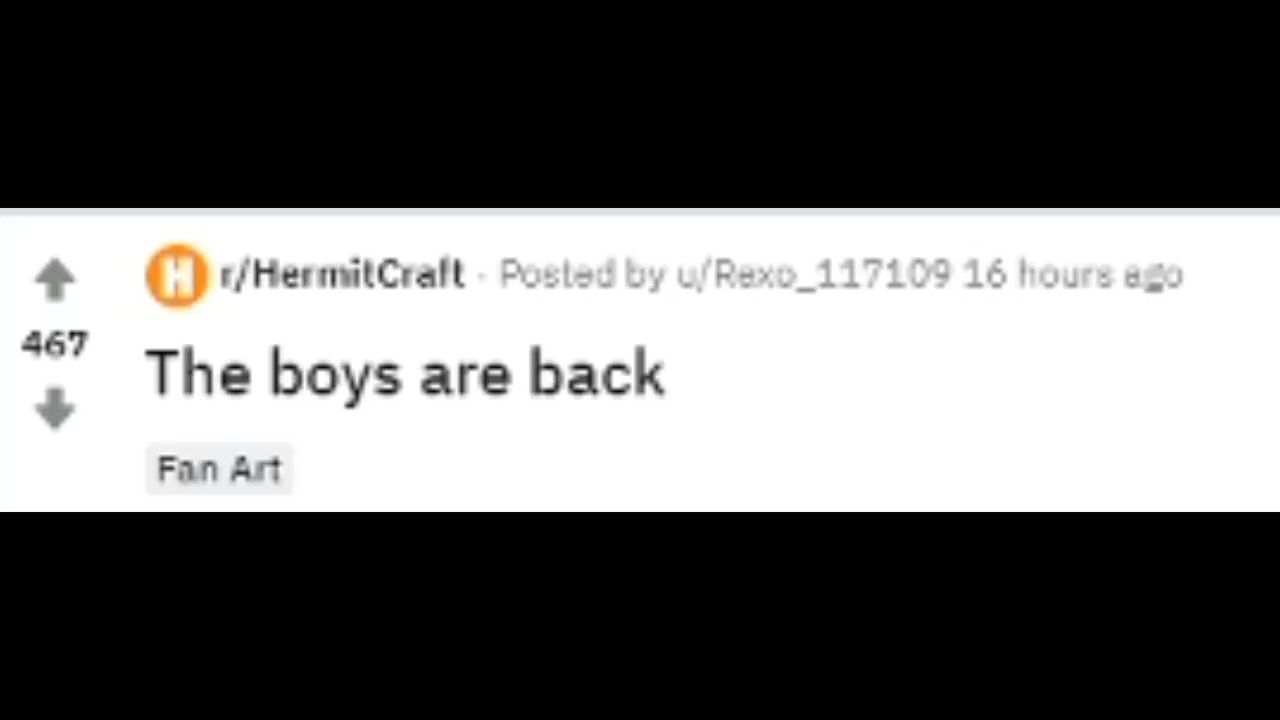 H r/HermitCraft · Posted by u/Rexo_117109 16 hours ago
467
The boys are back
Fan Art